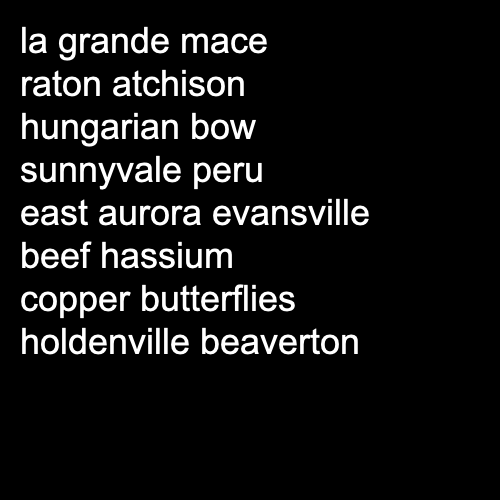 la grande mace
raton atchison
hungarian bow
sunnyvale peru
east aurora evansville
beef hassium
copper butterflies
holdenville beaverton